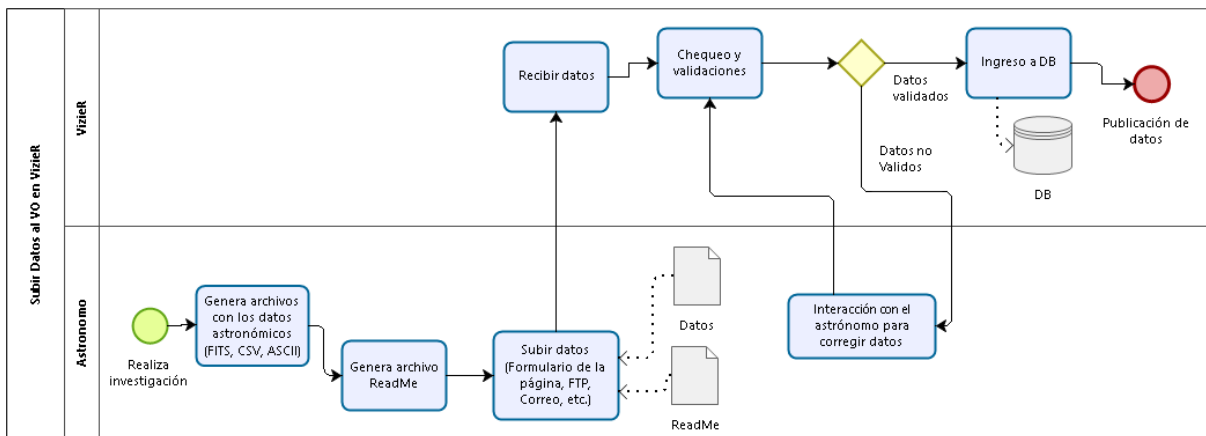 Subir Datos al VO en VizieR
VizieR
Recibir datos
Chequeo y
validaciones
Datos
validados
Ingreso a DB
Publicación de
datos
Datos no
Validos
DB
Astronomo
Realiza
investigación
Genera archivos
con los datos
astronómicos
(FITS, CSV, ASCII)
Genera archivo
ReadMe
Subir datos
(Formulario de la
página, FTP,
Correo, etc.)
Datos
ReadMe
Interacción con el
astrónomo para
corregir datos